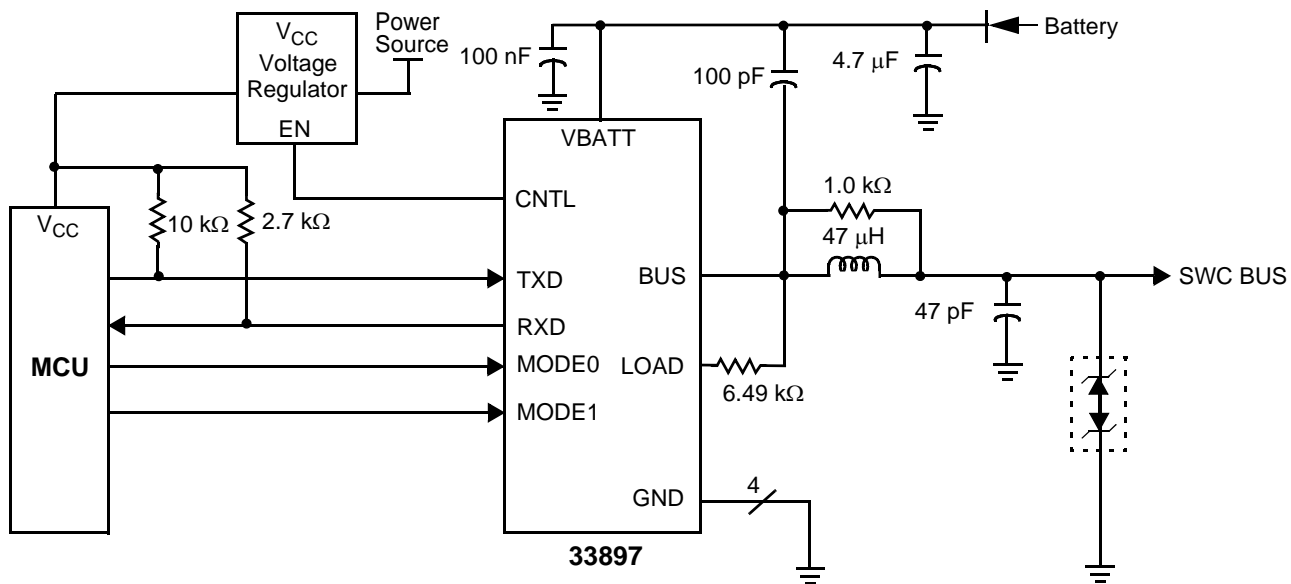 V_CC
Voltage
Regulator
EN
Power
Source
100 nF
100 pF
4.7 μF
Battery
VBATT
CNTL
TXD
RXD
MODE0
MODE1
BUS
LOAD
GND
33897
V_CC
MCU
10 kΩ
2.7 kΩ
1.0 kΩ
47 μH
6.49 kΩ
47 pF
SWC BUS
4